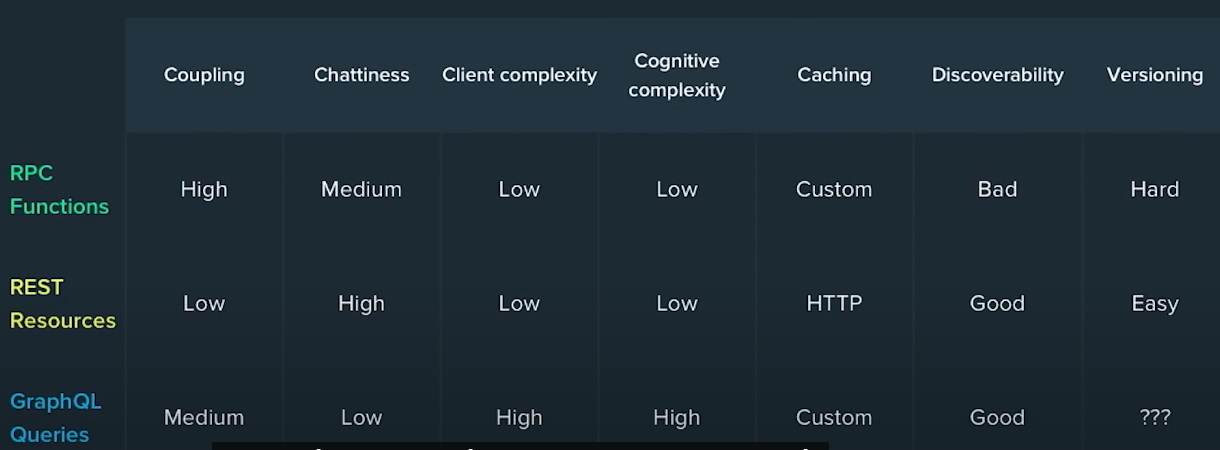 Coupling Chattiness Client complexity Cognitive complexity Caching Discoverability Versioning
RPC Functions High Medium Low Low Custom Bad Hard
REST Resources Low High Low Low HTTP Good Easy
GraphQL Queries Medium Low High High Custom Good ???